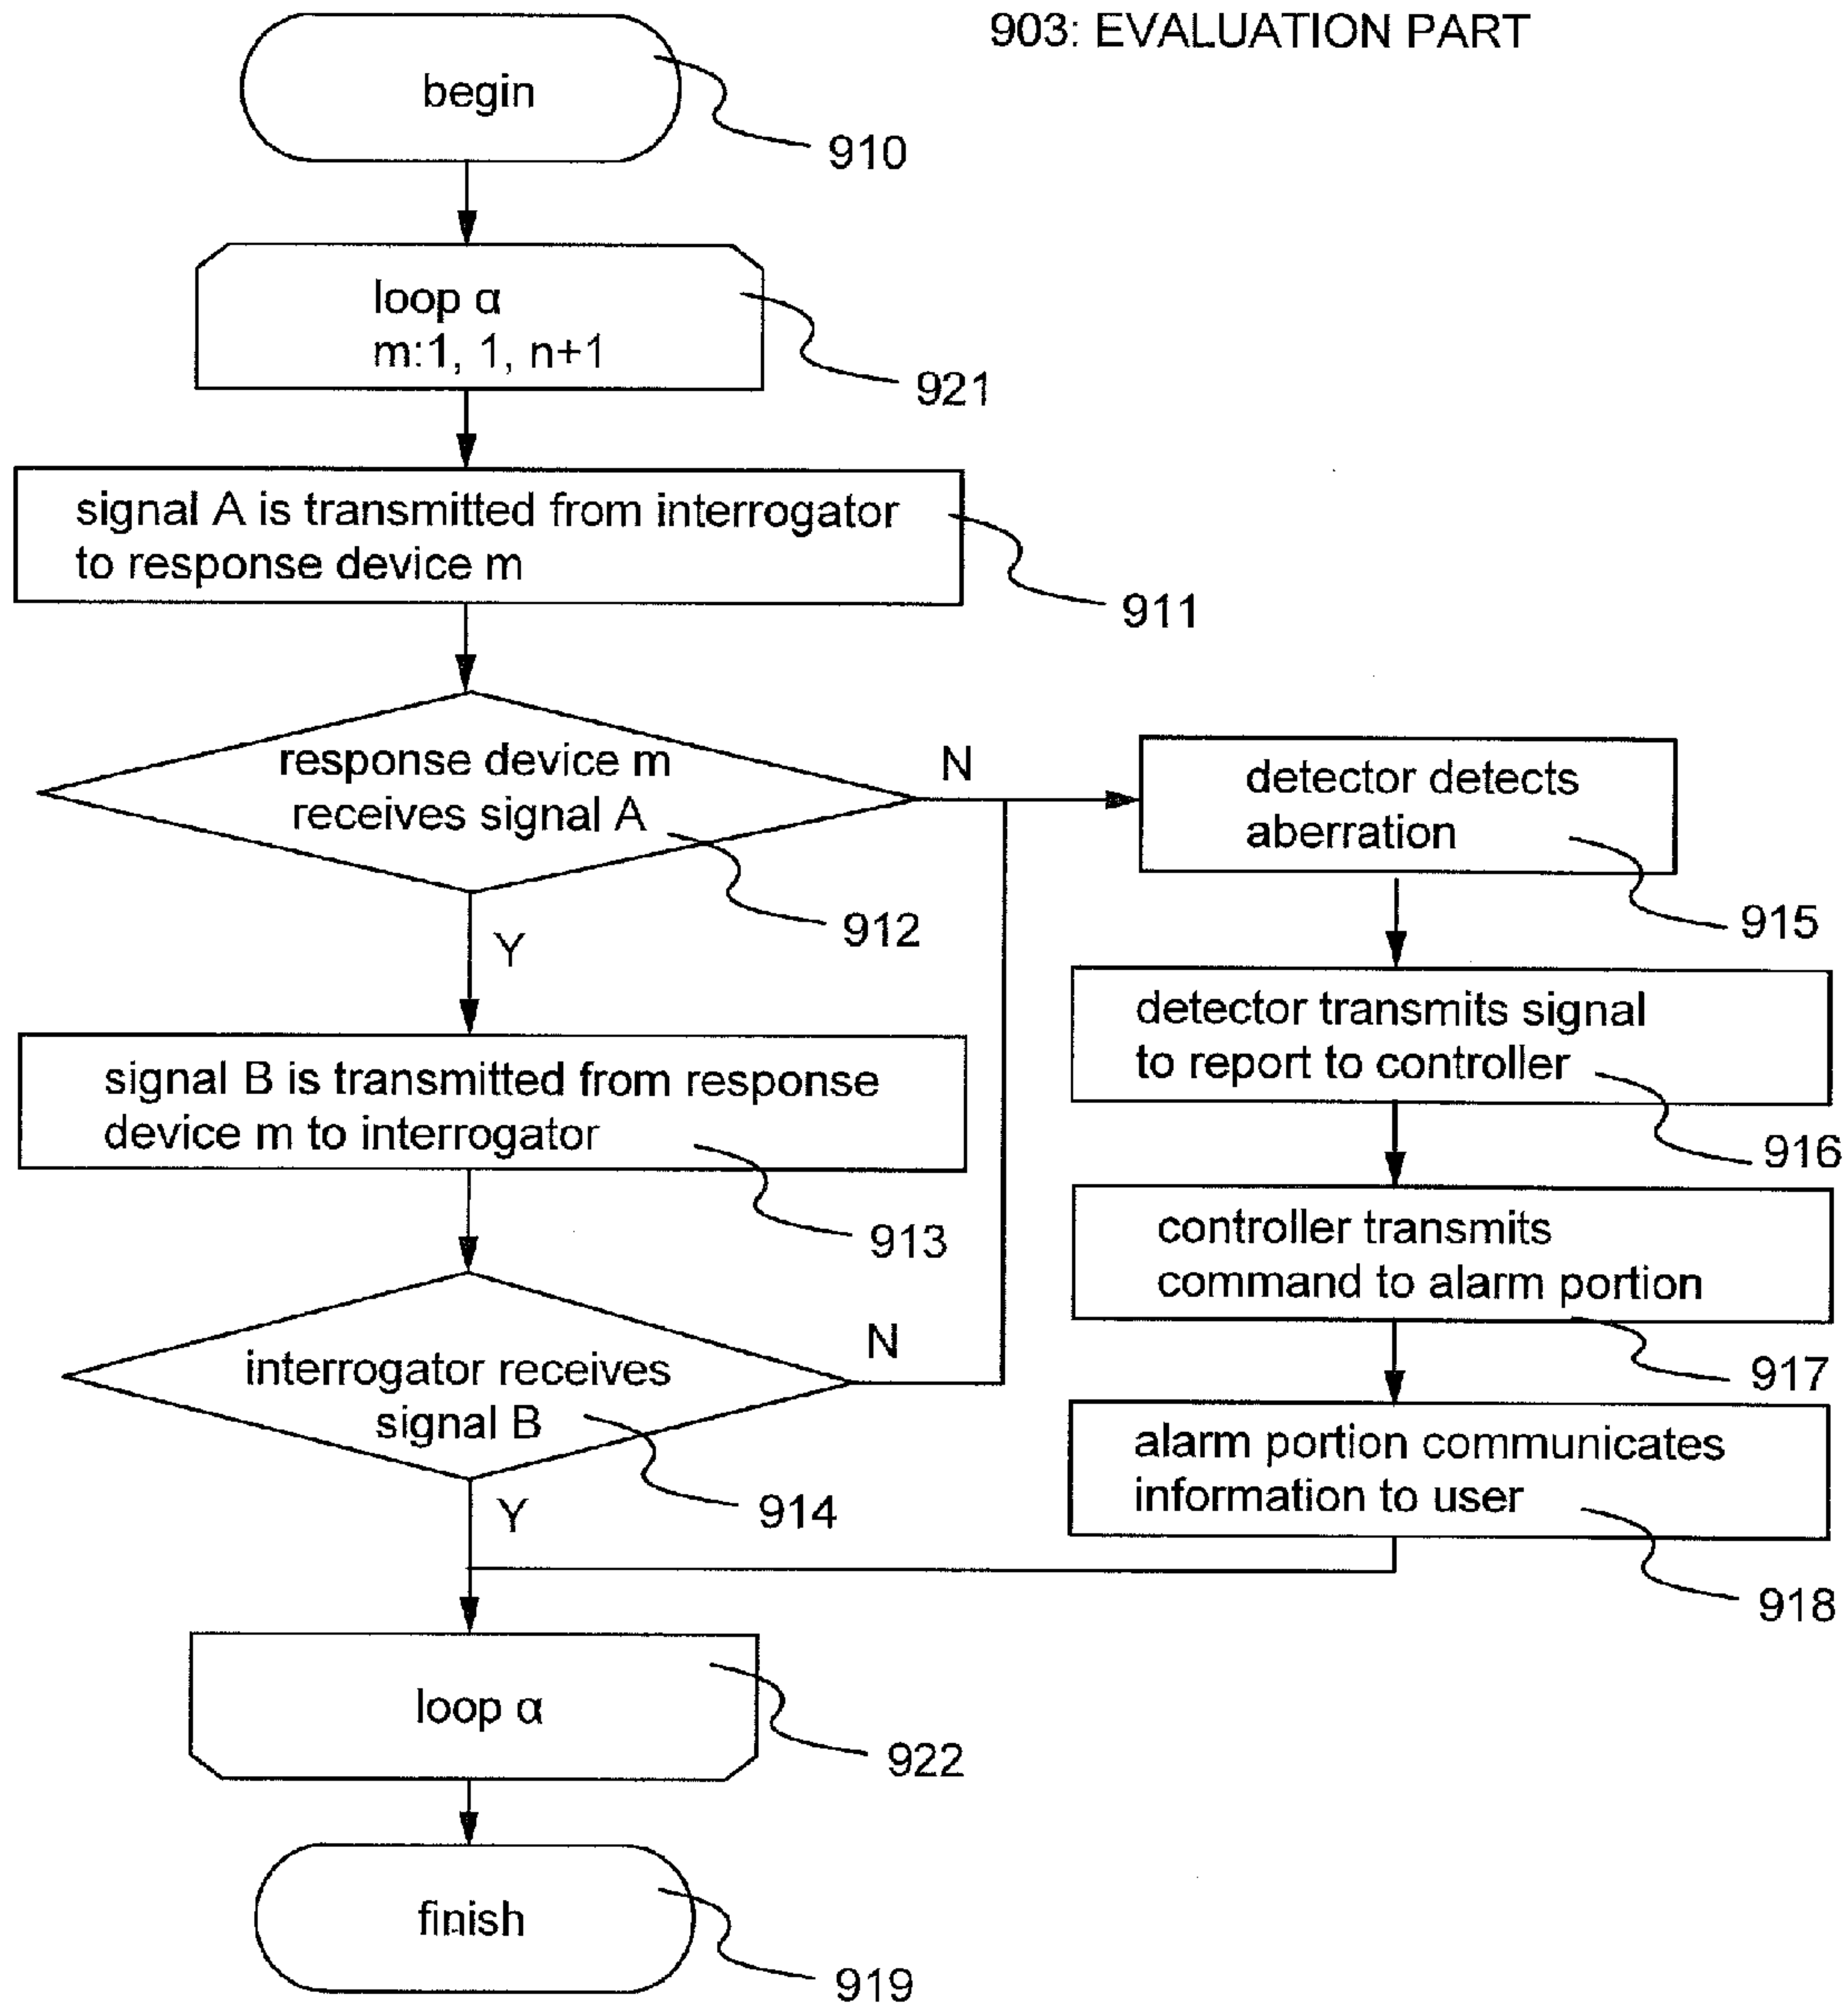 903: EVALUATION PART
begin
910
loop α
m:1, 1, n+1
921
signal A is transmitted from interrogator
to response device m
911
response device m
receives signal A
912
N
Y
detector detects
aberration
915
detector transmits signal
to report to controller
916
signal B is transmitted from response
device m to interrogator
913
controller transmits
command to alarm portion
917
interrogator receives
signal B
914
N
Y
alarm portion communicates
information to user
918
loop α
922
finish
919